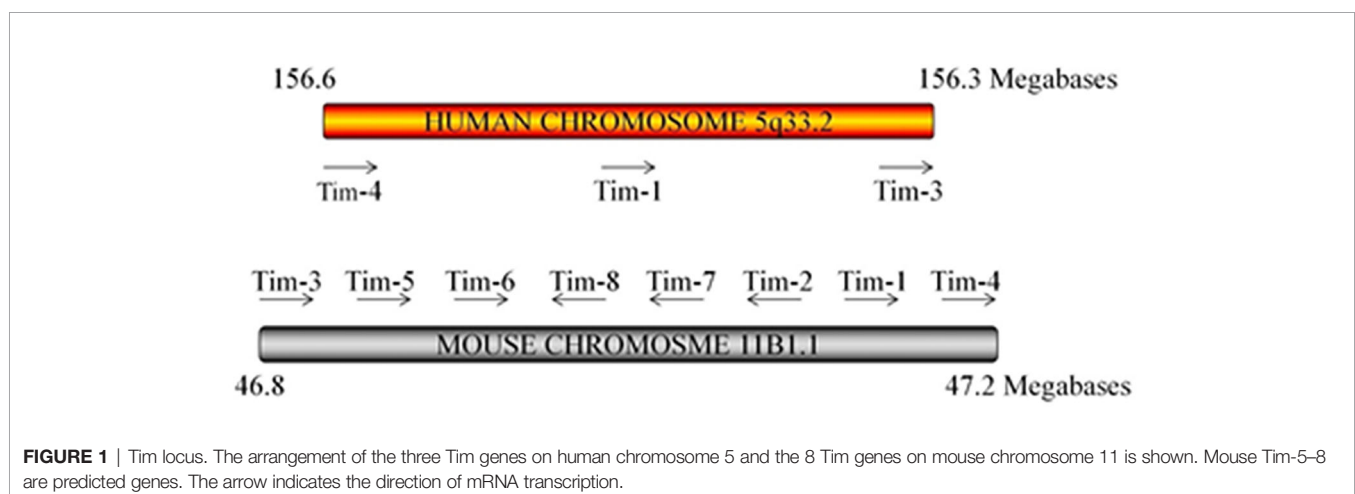 156.6 156.3 Megabases
HUMAN CHROMOSOME 5q33.2
Tim-4 Tim-1 Tim-3
Tim-3 Tim-5 Tim-6 Tim-8 Tim-7 Tim-2 Tim-1 Tim-4
MOUSE CHROMOSME 11B1.1
46.8 47.2 Megabases
FIGURE 1 | Tim locus. The arrangement of the three Tim genes on human chromosome 5 and the 8 Tim genes on mouse chromosome 11 is shown. Mouse Tim-5–8
are predicted genes. The arrow indicates the direction of mRNA transcription.